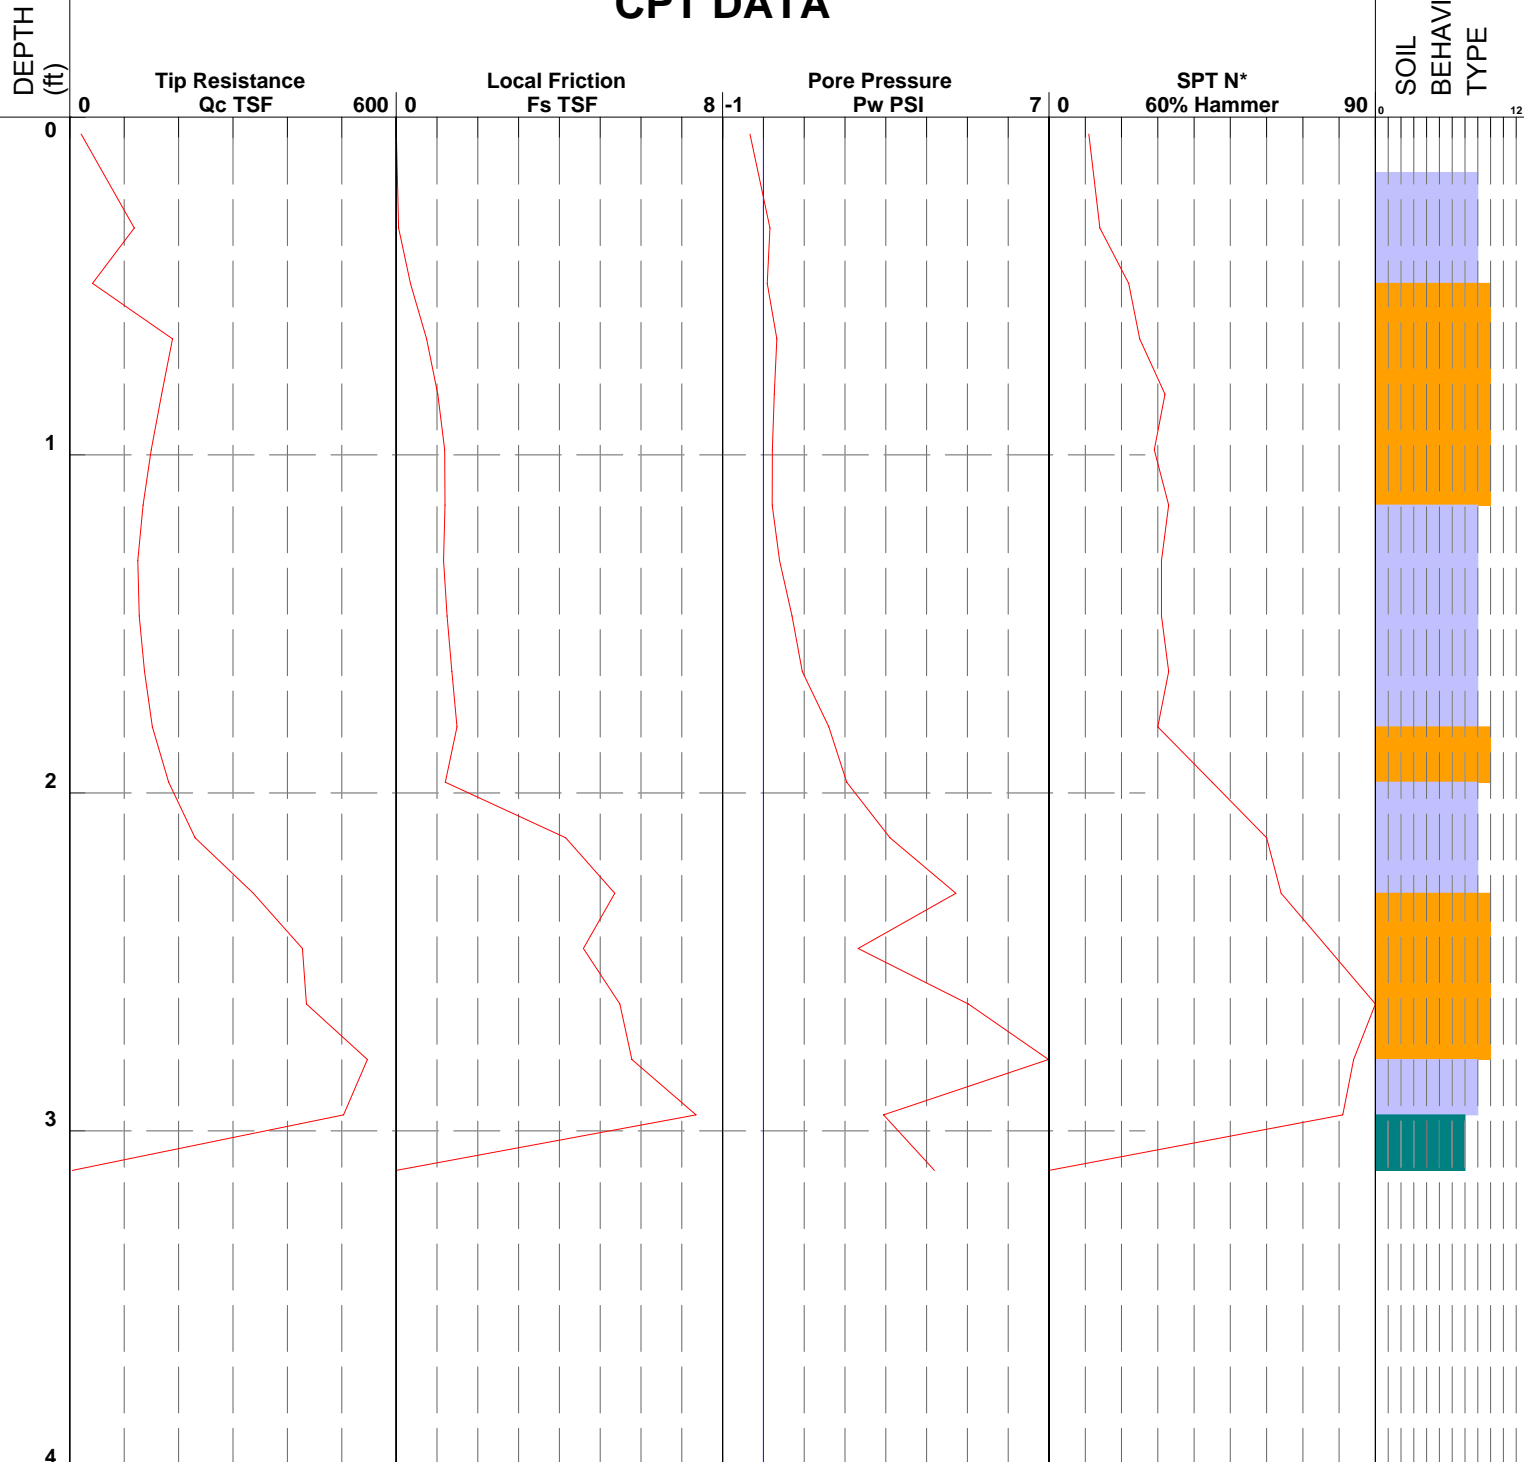 CPT DATA
DEPTH
(ft)
SOIL
TYPE
Tip Resistance
Local Friction
Pore Pressure
SPT N*
0 Qc TSF 600
0 Fs TSF 8
-1 Pw PSI 7
0 60% Hammer 90
0 12
0
1
2
3
4